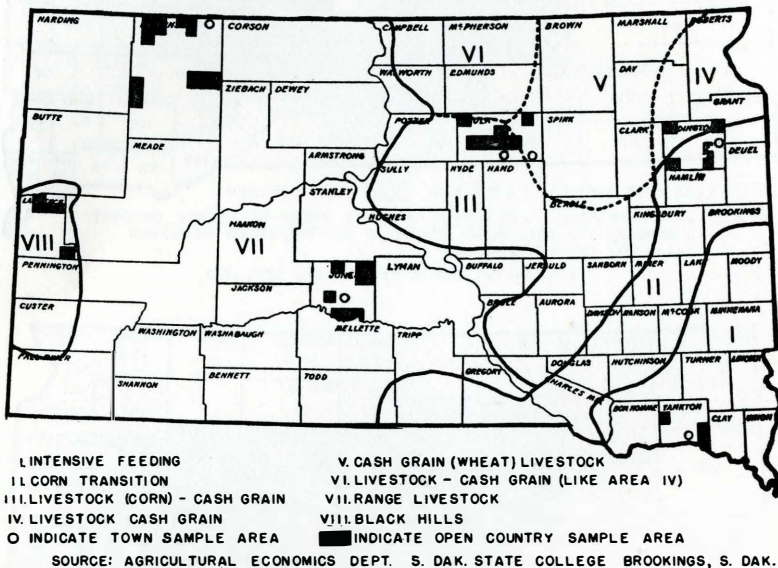 HARDING
CORSON
CAMPBELL
McPHERSON
BROWN
MARSHALL
ROBERTS
VI
WALWORTH
EDMUNDS
V
DAY
IV
GRANT
ZIEBACH
DEWEY
BUTTE
MEADE
POTTER
SPINK
CLARK
DEUEL
HAMLIN
ARMSTRONG
SULLY
HYDE
HAND
STANLEY
HUGHES
III
BEADLE
KINGSBURY
BROOKINGS
VIII
HAAKON
VII
PENNINGTON
LYMAN
BUFFALO
JERAULD
SANBORN
MINER
LAKE
MOODY
II
CUSTER
JACKSON
BRULE
AURORA
McCOOK
MINNEHAHA
I
WASHINGTON
WASHABAUGH
MELLETTE
TRIPP
FALL RIVER
SHANNON
BENNETT
TODD
GREGORY
DOUGLAS
HUTCHINSON
TURNER
LINCOLN
CHARLES MIX
BON HOMME
YANKTON
CLAY
UNION
I. INTENSIVE FEEDING
II. CORN TRANSITION
III. LIVESTOCK (CORN) - CASH GRAIN
IV. LIVESTOCK CASH GRAIN
O INDICATE TOWN SAMPLE AREA
V. CASH GRAIN (WHEAT) LIVESTOCK
VI. LIVESTOCK - CASH GRAIN (LIKE AREA IV)
VII. RANGE LIVESTOCK
VIII. BLACK HILLS
INDICATE OPEN COUNTRY SAMPLE AREA
SOURCE: AGRICULTURAL ECONOMICS DEPT. S. DAK. STATE COLLEGE BROOKINGS, S. DAK.